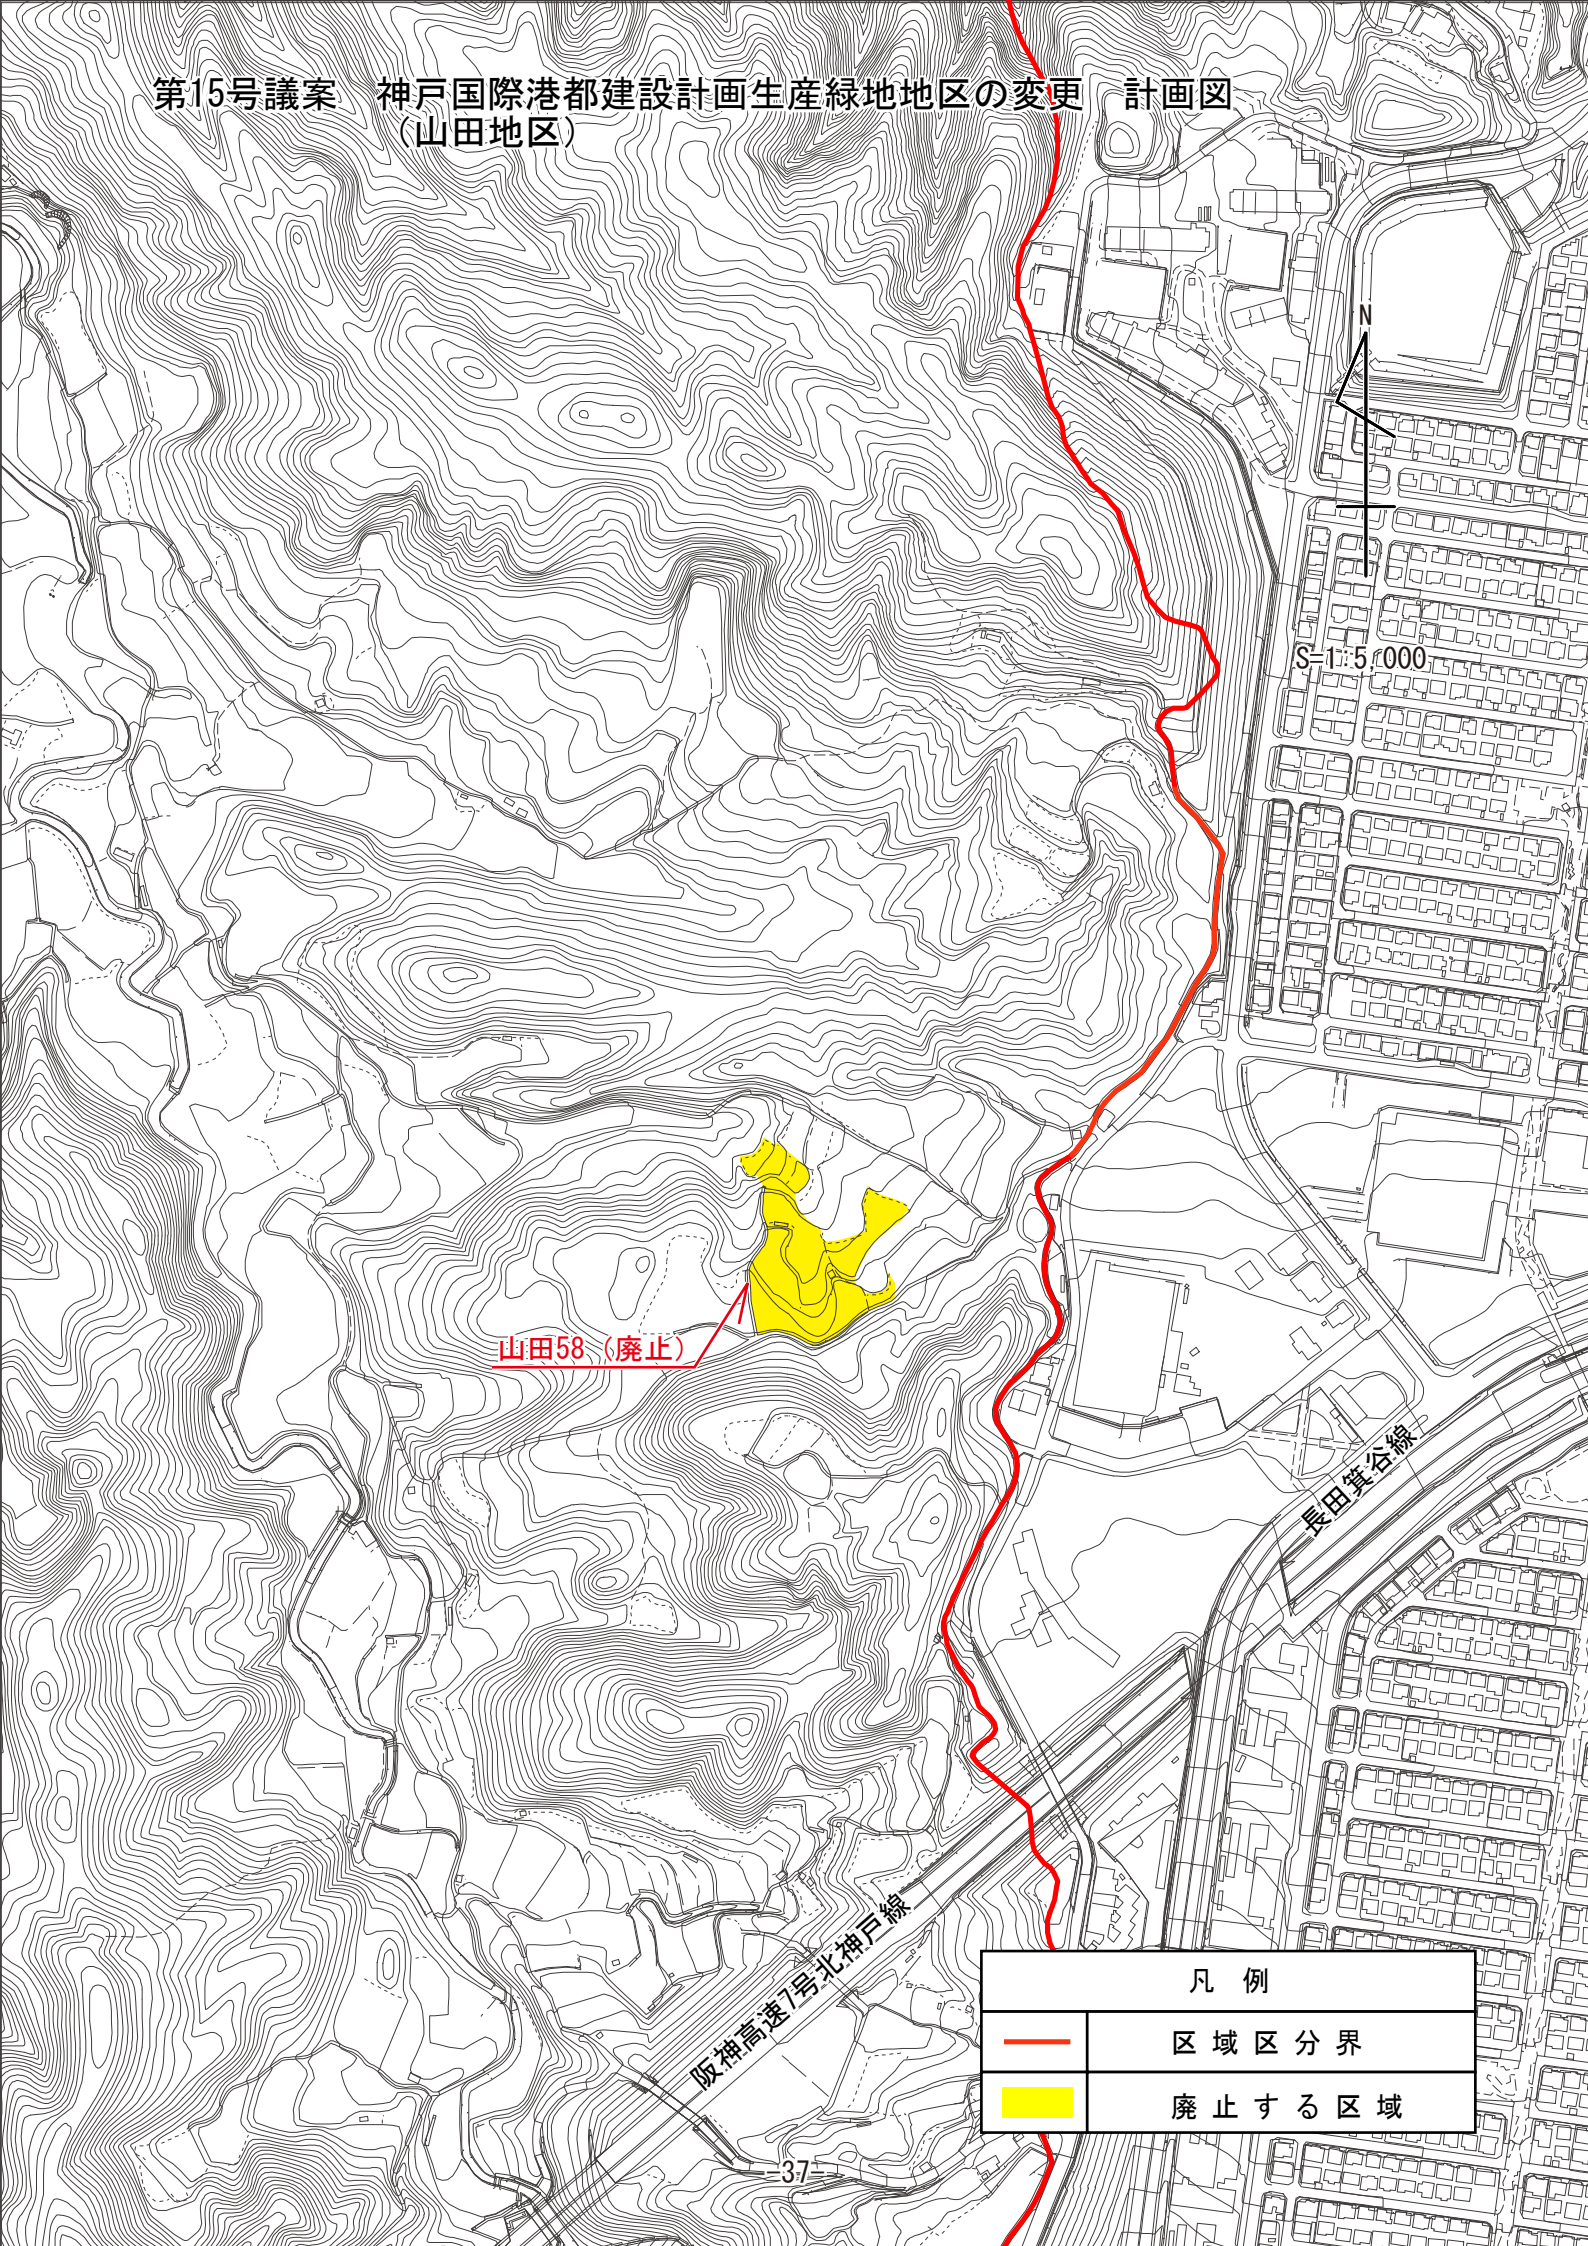 第15号議案　神戸国際港都建設計画生産緑地地区の変更　計画図
（山田地区）
N
S=1:5,000
山田58（廃止）
長田箕谷線
阪神高速7号北神戸線
凡　例
区域区分界
廃止する区域
-37-